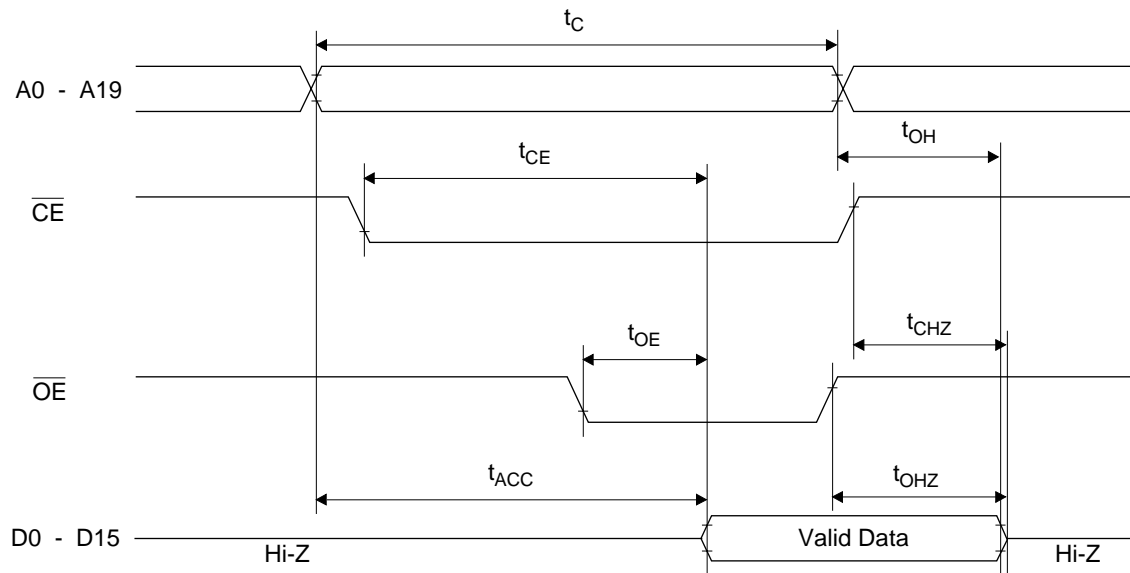 tC
A0 - A19
tOH
tCE
CE
tCHZ
tOE
OE
tACC
tOHZ
D0 - D15
Valid Data
Hi-Z
Hi-Z